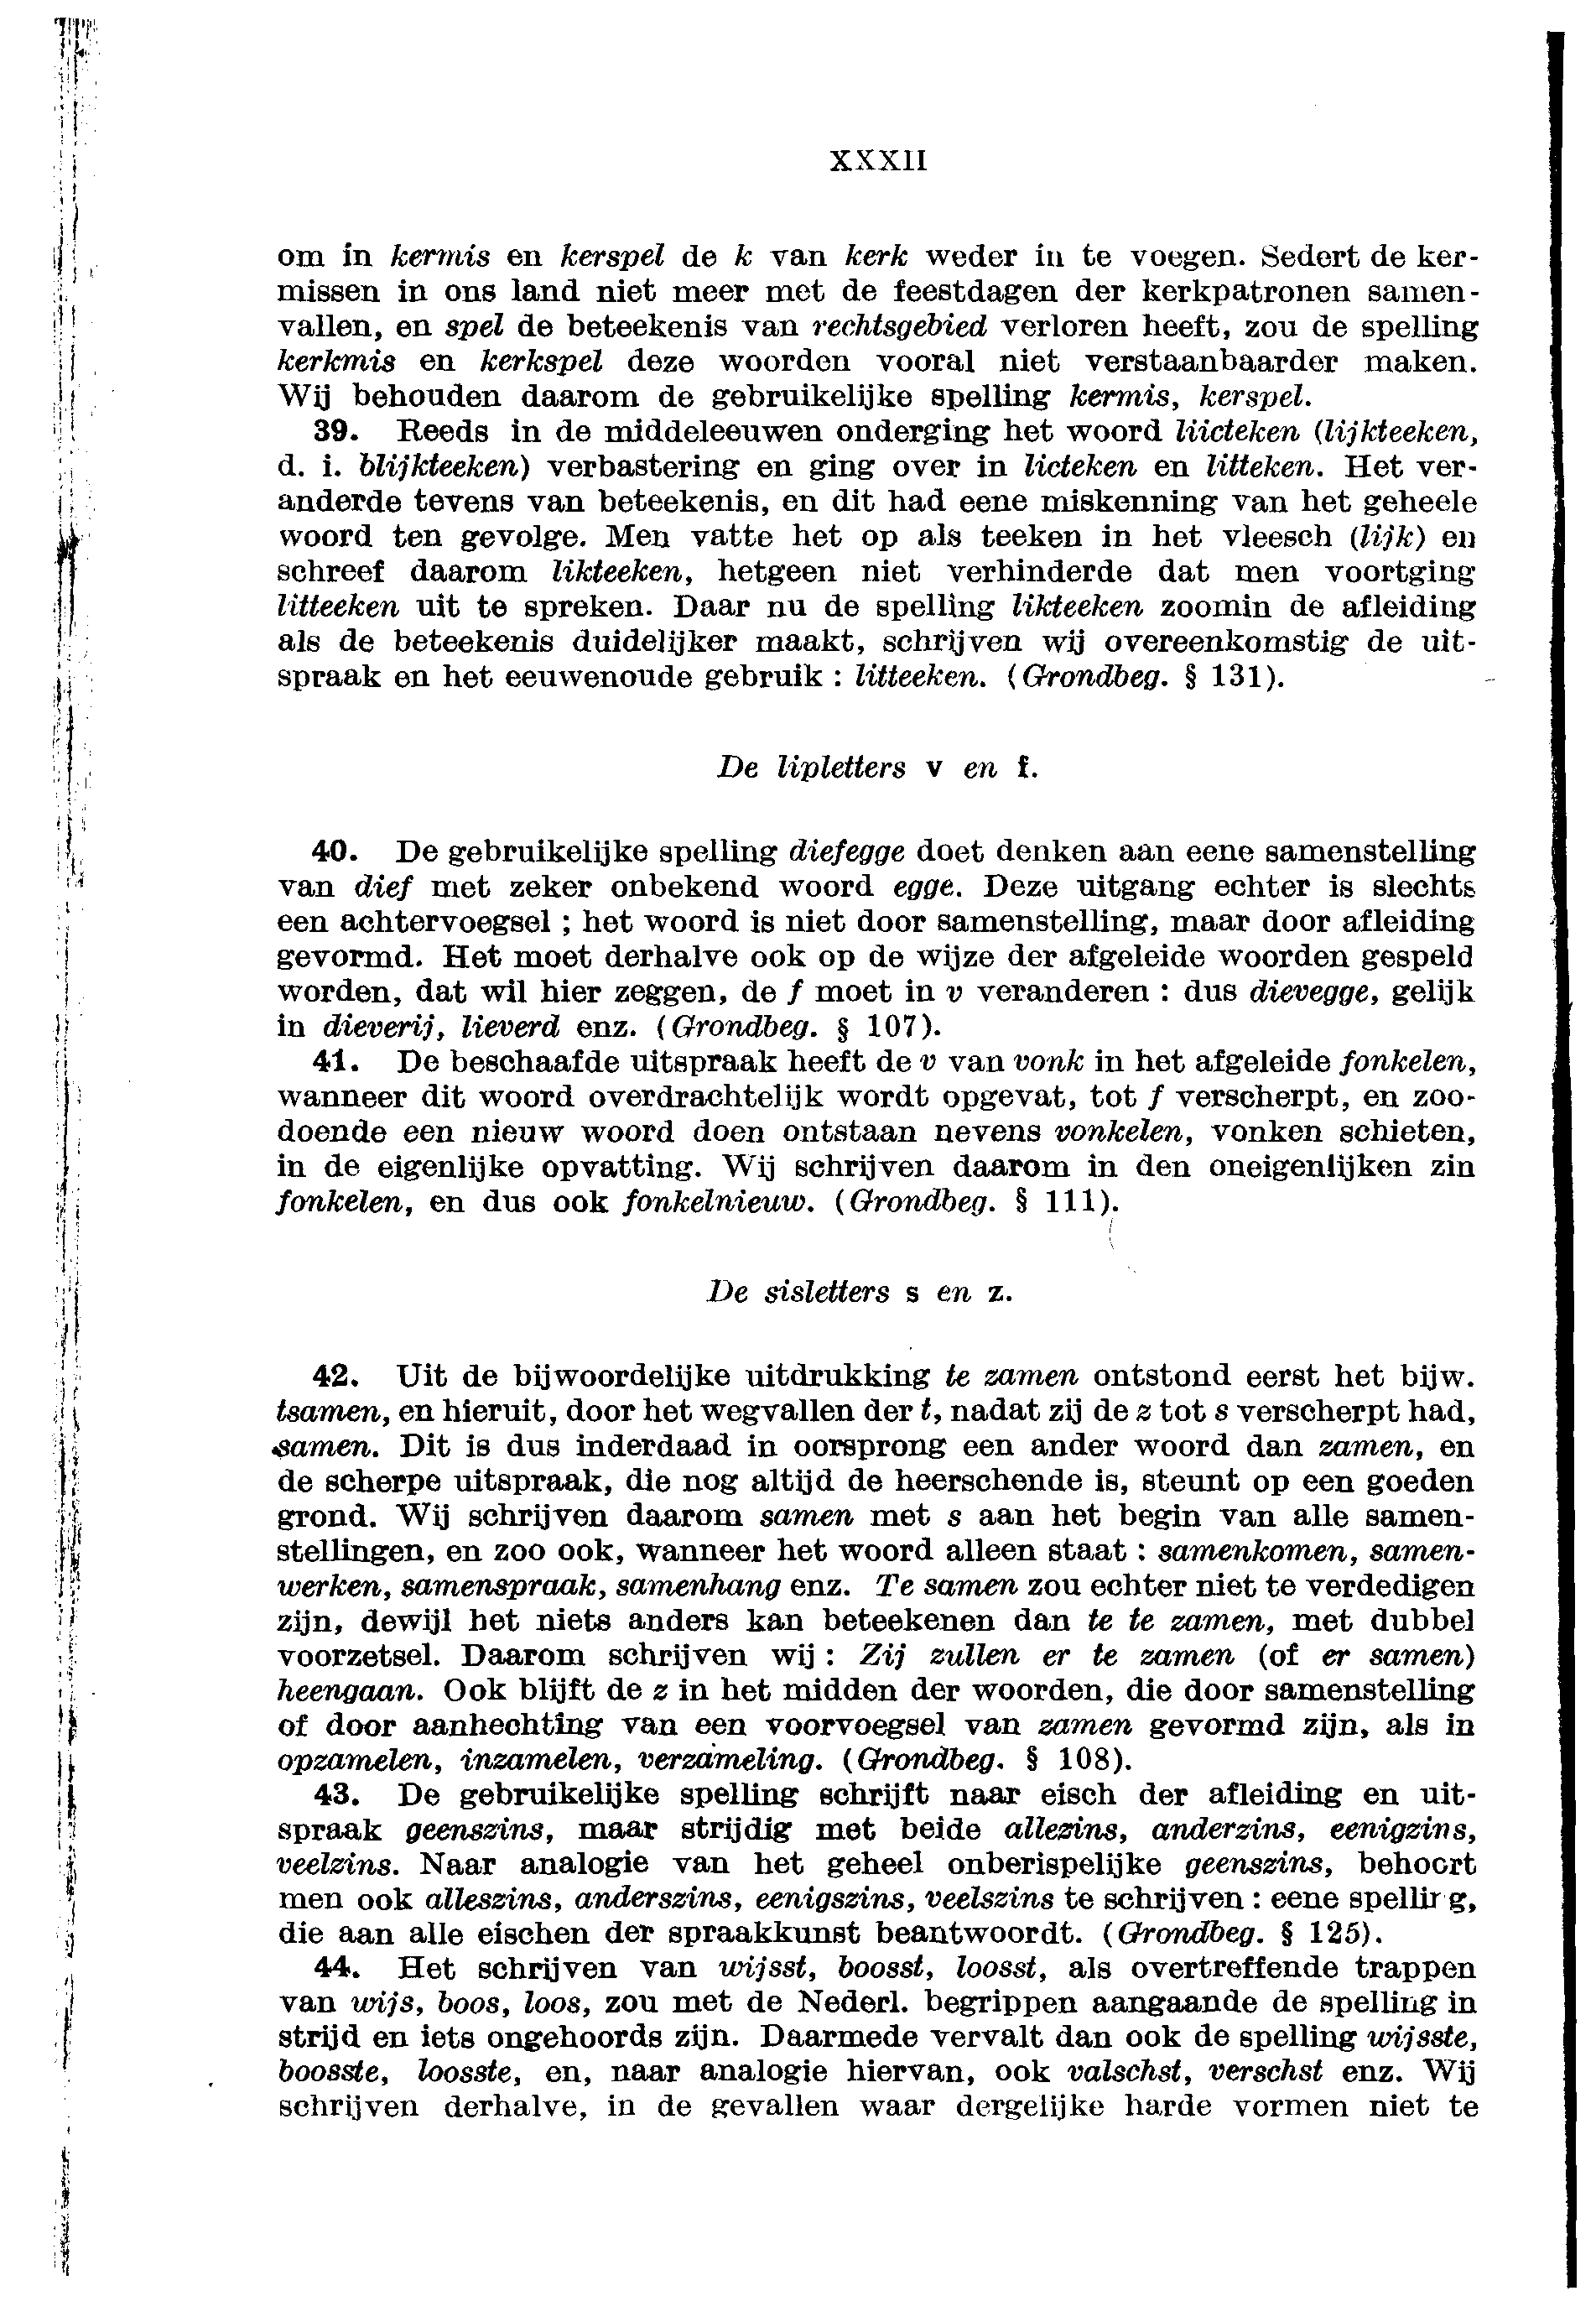 XXXII
om in kermis en kerspel de k van kerk weder in te voegen. Sedert de ker-
missen in ons land niet meer met de feestdagen der kerkpatronen samen-
vallen, en spel de beteekenis van rechtsgebied verloren heeft, zou de spelling
kerkmis en kerkspel deze woorden vooral niet verstaanbaarder maken.
Wij behouden daarom de gebruikelijke spelling kermis, kerspel.
39. Reeds in de middeleeuwen onderging het woord liicteken (lijkteeken,
d. i. blijkteeken) verbastering en ging over in licteken en litteken. Het ver-
anderde tevens van beteekenis, en dit had eene miskenning van het geheele
woord ten gevolge. Men vatte het op als teeken in het vleesch (lijk) en
schreef daarom likteeken, hetgeen niet verhinderde dat men voortging
litteeken uit te spreken. Daar nu de spelling likteeken zoomin de afleiding
als de beteekenis duidelijker maakt, schrijven wij overeenkomstig de uit-
spraak en het eeuwenoude gebruik : litteeken. (Grondbeg. § 131).
De lipletters v en f.
40. De gebruikelijke spelling diefegge doet denken aan eene samenstelling
van dief met zeker onbekend woord egge. Deze uitgang echter is slechts
een achtervoegsel ; het woord is niet door samenstelling, maar door afleiding
gevormd. Het moet derhalve ook op de wijze der afgeleide woorden gespeld
worden, dat wil hier zeggen, de f moet in v veranderen : dus dievegge, gelijk
in dieverij, lieverd enz. (Grondbeg. § 107).
41. De beschaafde uitspraak heeft de v van vonk in het afgeleide fonkelen,
wanneer dit woord overdrachtelijk wordt opgevat, tot f verscherpt, en zoo-
doende een nieuw woord doen ontstaan nevens vonkelen, vonken schieten,
in de eigenlijke opvatting. Wij schrijven daarom in den oneigenlijken zin
fonkelen, en dus ook fonkelnieuw. (Grondbeg. § 111).
De sisletters s en z.
42. Uit de bijwoordelijke uitdrukking te zamen ontstond eerst het bijw.
tsamen, en hieruit, door het wegvallen der t, nadat zij de z tot s verscherpt had,
samen. Dit is dus inderdaad in oorsprong een ander woord dan zamen, en
de scherpe uitspraak, die nog altijd de heerschende is, steunt op een goeden
grond. Wij schrijven daarom samen met s aan het begin van alle samen-
stellingen, en zoo ook, wanneer het woord alleen staat : samenkomen, samen-
werken, samenspraak, samenhang enz. Te samen zou echter niet te verdedigen
zijn, dewijl het niets anders kan beteekenen dan te te zamen, met dubbel
voorzetsel. Daarom schrijven wij : Zij zullen er te zamen (of er samen)
heengaan. Ook blijft de z in het midden der woorden, die door samenstelling
of door aanhechting van een voorvoegsel van zamen gevormd zijn, als in
opzamelen, inzamelen, verzameling. (Grondbeg. § 108).
43. De gebruikelijke spelling schrijft naar eisch der afleiding en uit-
spraak geenszins, maar strijdig met beide allezins, anderzins, eenigzins,
veelzins. Naar analogie van het geheel onberispelijke geenszins, behoort
men ook alleszins, anderszins, eenigszins, veelszins te schrijven : eene spelling,
die aan alle eischen der spraakkunst beantwoordt. (Grondbeg. § 125).
44. Het schrijven van wijsst, boosst, loosst, als overtreffende trappen
van wijs, boos, loos, zou met de Nederl. begrippen aangaande de spelling in
strijd en iets ongehoords zijn. Daarmede vervalt dan ook de spelling wijsste,
boosste, loosste, en, naar analogie hiervan, ook valschst, verschst enz. Wij
schrijven derhalve, in de gevallen waar dergelijke harde vormen niet te